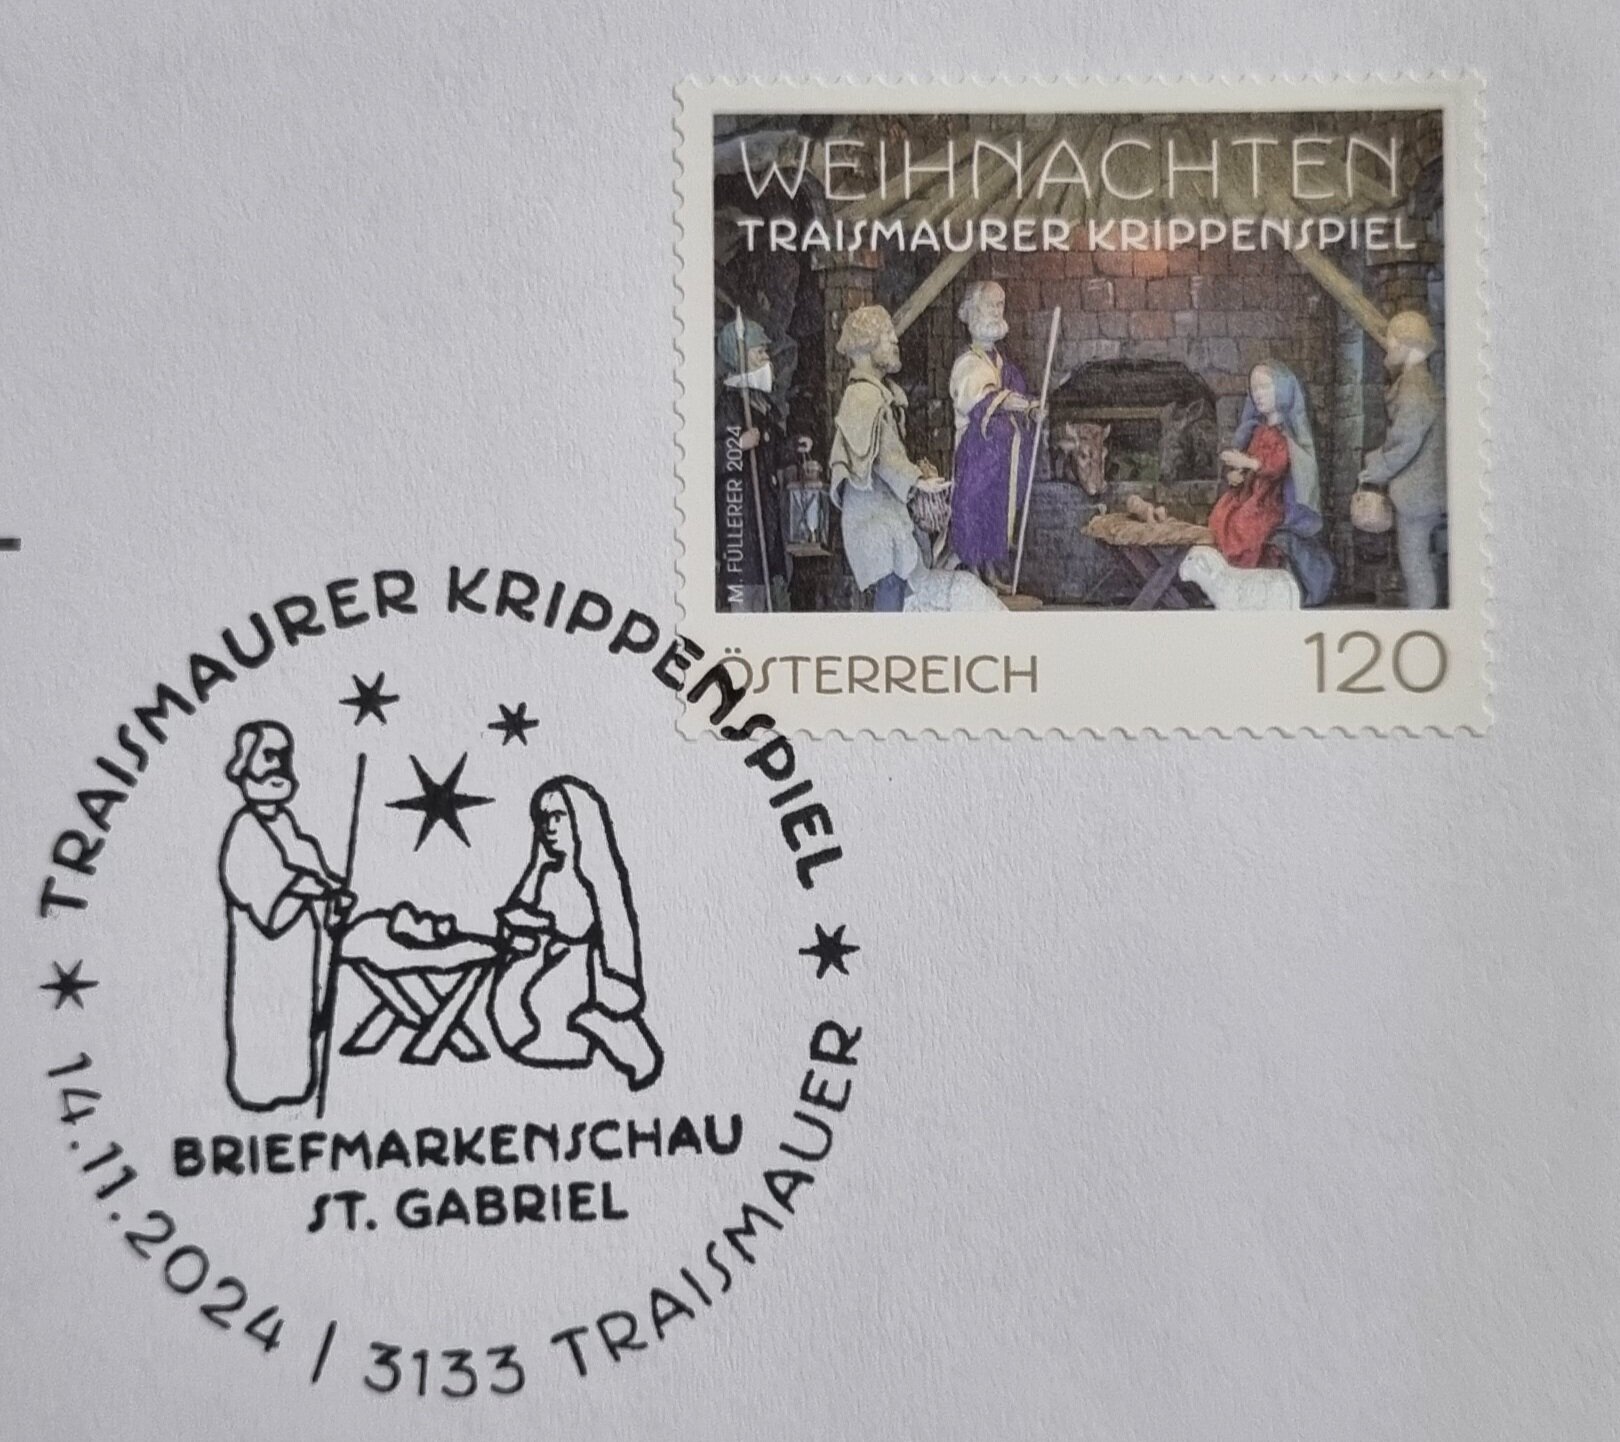 WEIHNACHTEN
TRAISMAURER KRIPPENSPIEL
M. FÜLLERER 2024
ÖSTERREICH 120
TRAISMAURER KRIPPENSPIEL
BRIEFMARKENSCHAU
ST. GABRIEL
14.11.2024 / 3133 TRAISMAUER